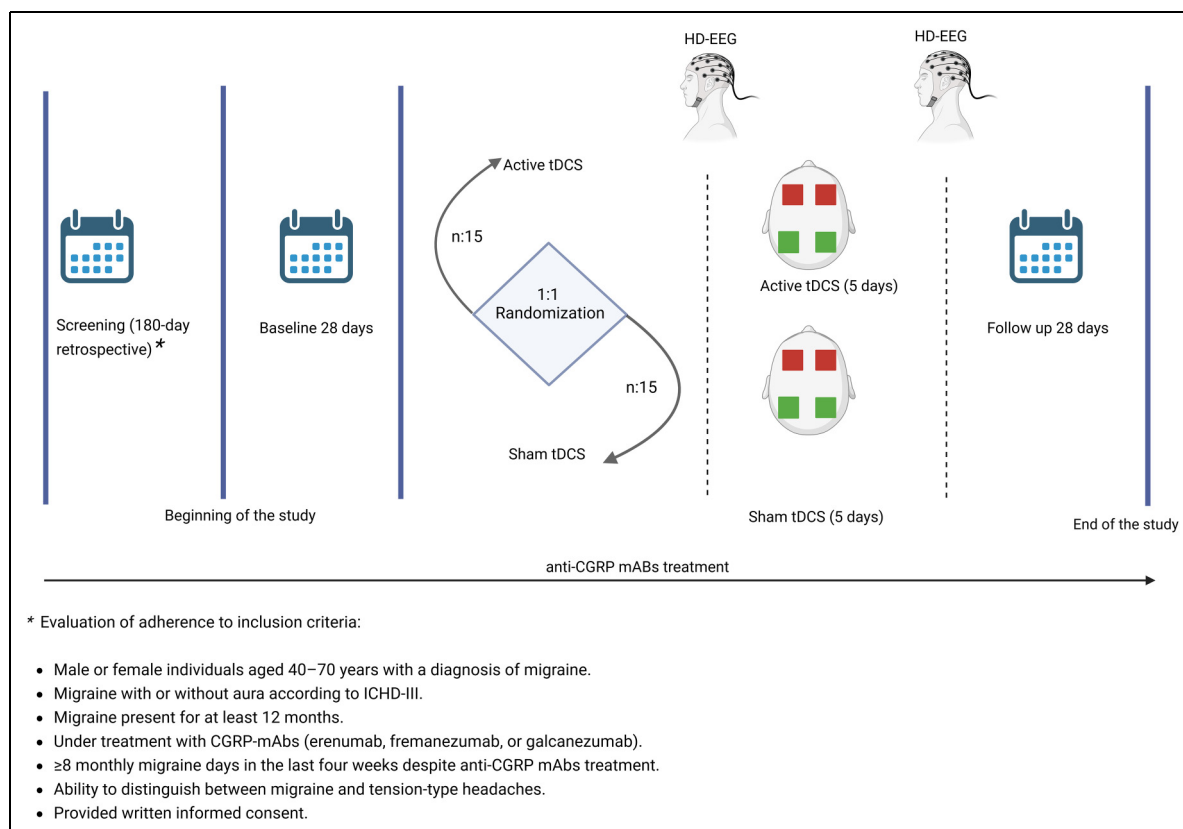 HD-EEG
HD-EEG
Active tDCS
n:15
1:1
Randomization
n:15
Sham tDCS
Screening (180-day
retrospective)*
Baseline 28 days
Active tDCS (5 days)
Sham tDCS (5 days)
Follow up 28 days
Beginning of the study
End of the study
anti-CGRP mABs treatment
* Evaluation of adherence to inclusion criteria:
• Male or female individuals aged 40–70 years with a diagnosis of migraine.
• Migraine with or without aura according to ICHD-III.
• Migraine present for at least 12 months.
• Under treatment with CGRP-mAbs (erenumab, fremanezumab, or galcanezumab).
• ≥8 monthly migraine days in the last four weeks despite anti-CGRP mABs treatment.
• Ability to distinguish between migraine and tension-type headaches.
• Provided written informed consent.